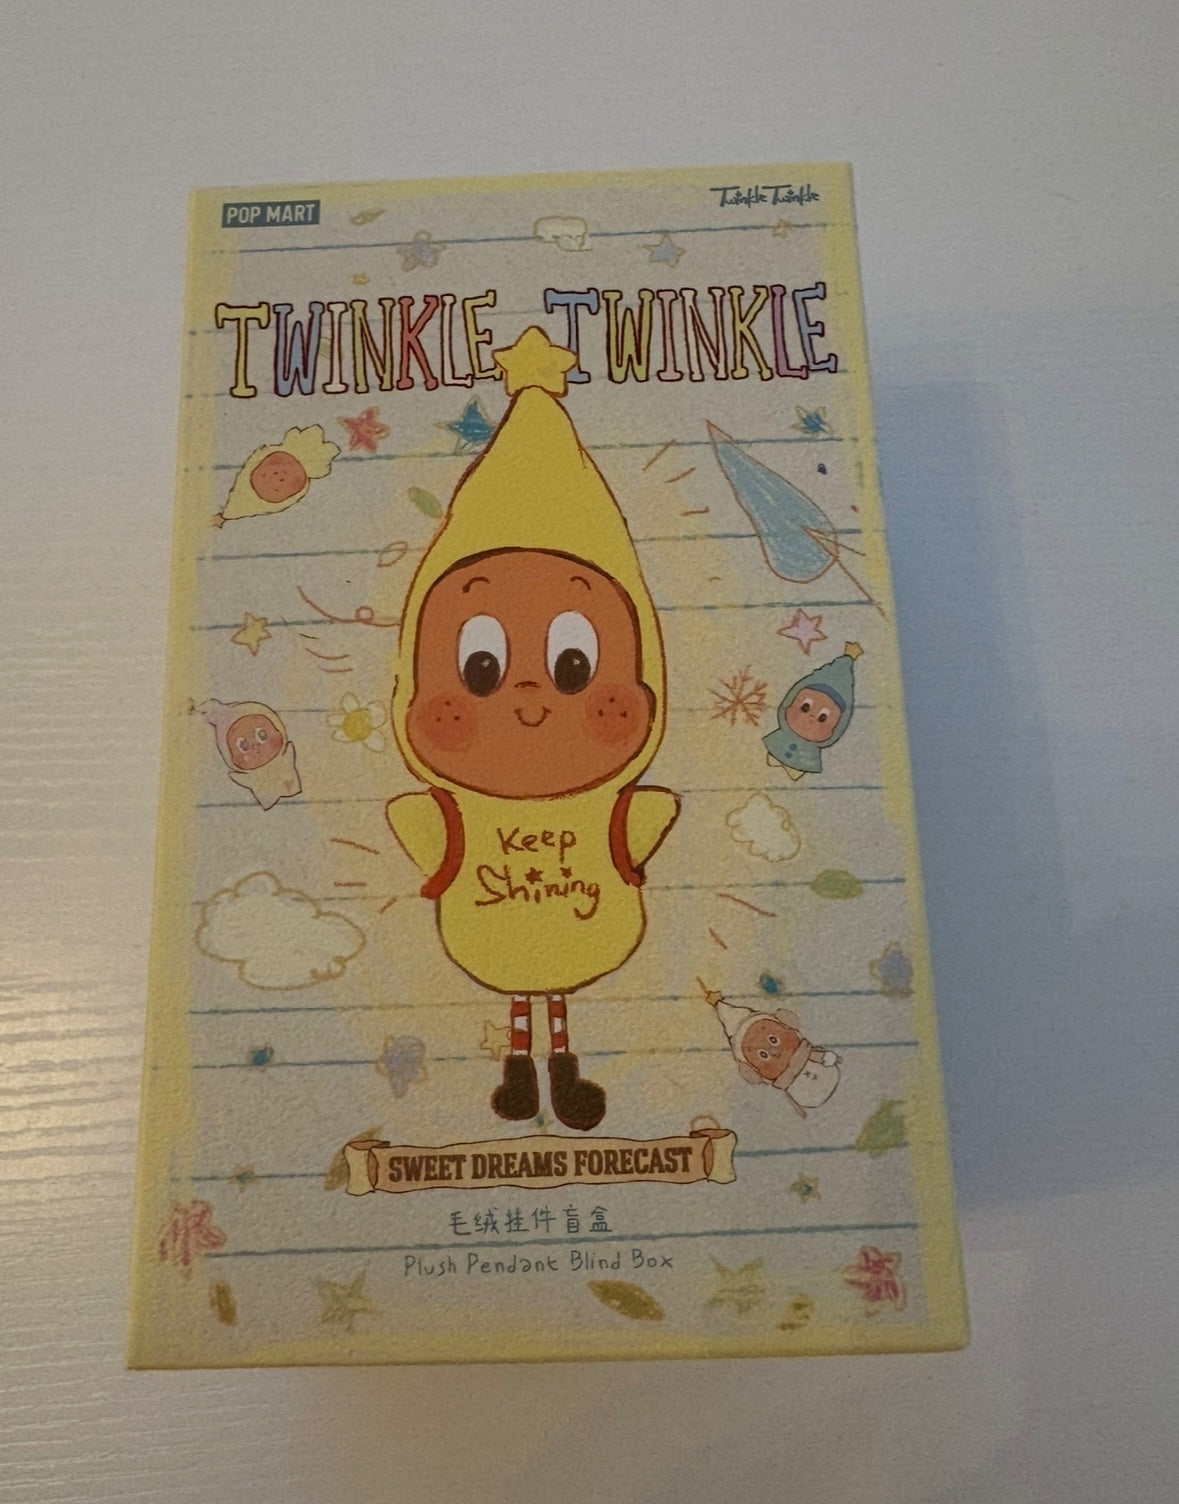 POP MART
Twinkle Twinkle
TWINKLE TWINKLE
Keep
Shining
SWEET DREAMS FORECAST
毛绒挂件盲盒
Plush Pendant Blind Box